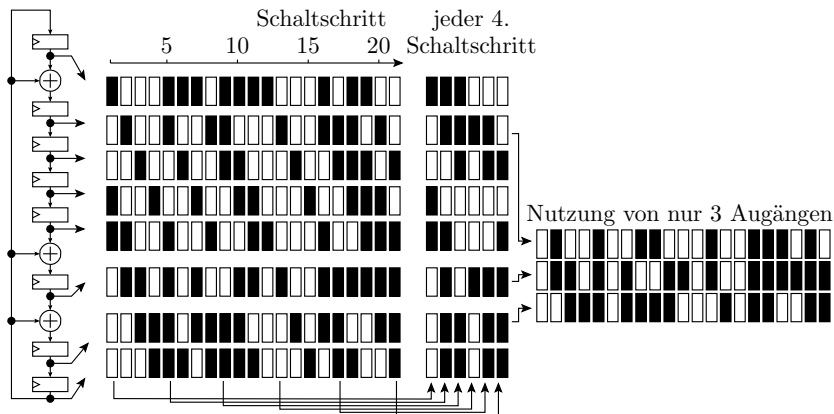 Schaltschritt
jeder 4.
Schaltschritt
5 10 15 20
Nutzung von nur 3 Augängen